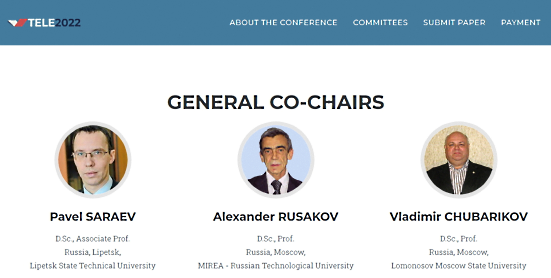 TELE2022 ABOUT THE CONFERENCE COMMITTEES SUBMIT PAPER PAYMENT
GENERAL CO-CHAIRS
Pavel SARAEV Alexander RUSAKOV Vladimir CHUBARIKOV
D.Sc., Associate Prof. D.Sc., Prof. D.Sc., Prof.
Russia, Lipetsk, Russia, Moscow, Russia, Moscow,
Lipetsk State Technical University MIREA - Russian Technological University Lomonosov Moscow State University